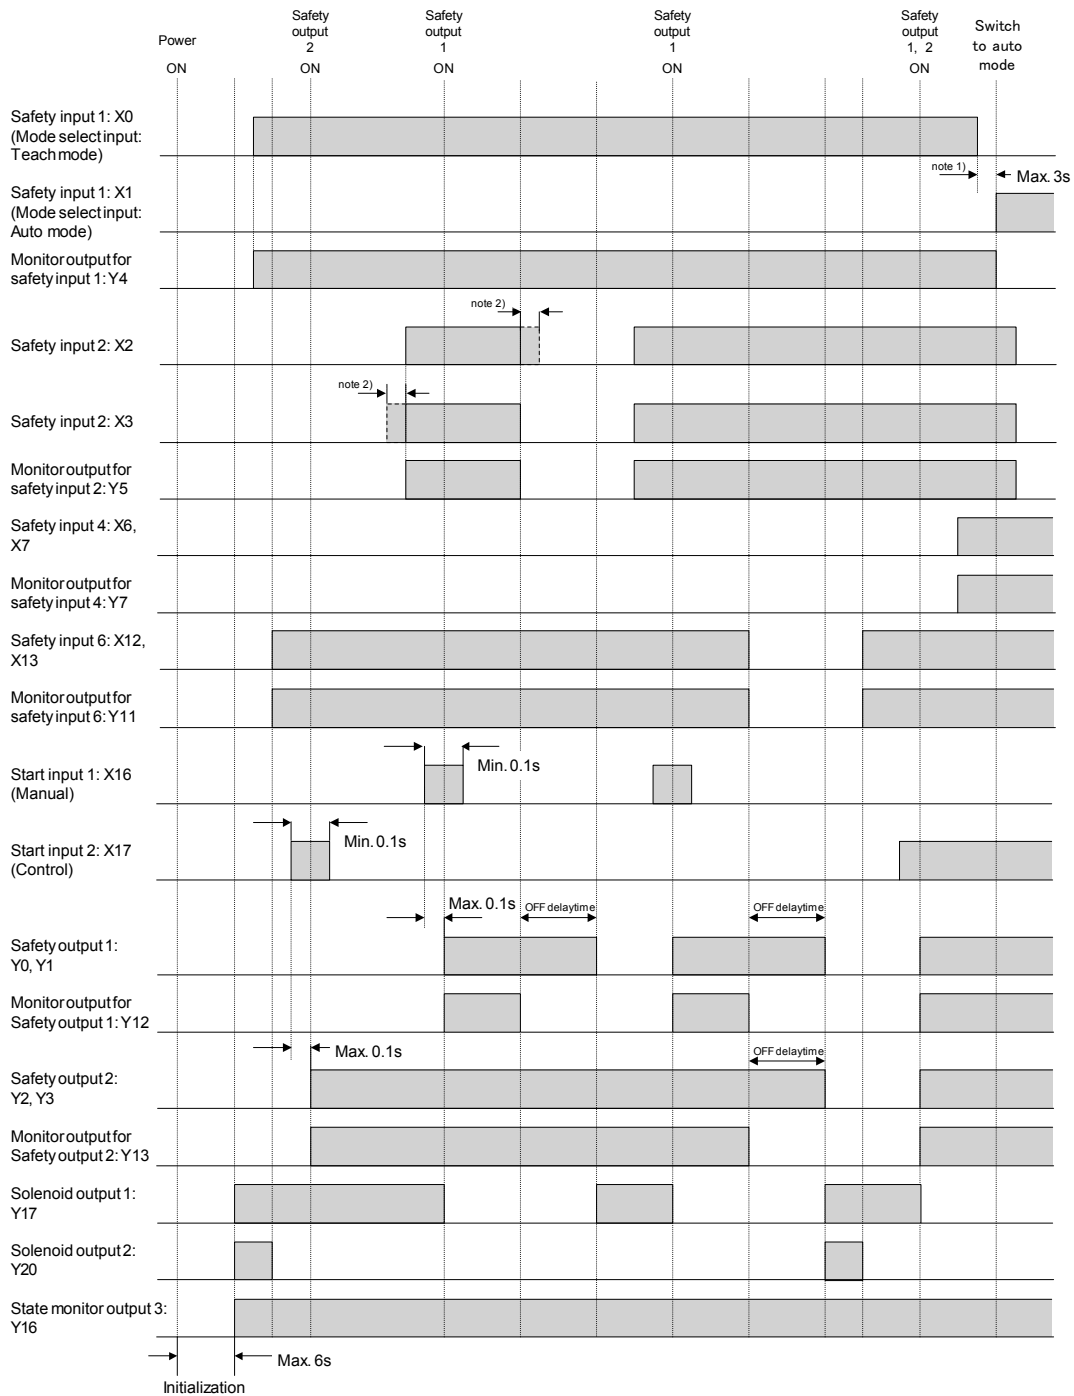 Power
ON
Safety
output
2
ON
Safety
output
1
ON
Safety
output
1
ON
Safety
output
1, 2
ON
Switch
to auto
mode
Safety input 1: X0
(Mode select input:
Teach mode)
note 1)
Max. 3s
Safety input 1: X1
(Mode select input:
Auto mode)
Monitor output for
safety input 1: Y4
note 2)
Safety input 2: X2
note 2)
Safety input 2: X3
Monitor output for
safety input 2: Y5
Safety input 4: X6,
X7
Monitor output for
safety input 4: Y7
Safety input 6: X12,
X13
Monitor output for
safety input 6: Y11
Min. 0.1s
Start input 1: X16
(Manual)
Min. 0.1s
Start input 2: X17
(Control)
Max. 0.1s
OFF delaytime
OFF delaytime
Safety output 1:
Y0, Y1
Monitor output for
Safety output 1: Y12
Max. 0.1s
OFF delaytime
Safety output 2:
Y2, Y3
Monitor output for
Safety output 2: Y13
Solenoid output 1:
Y17
Solenoid output 2:
Y20
State monitor output 3:
Y16
Max. 6s
Initialization